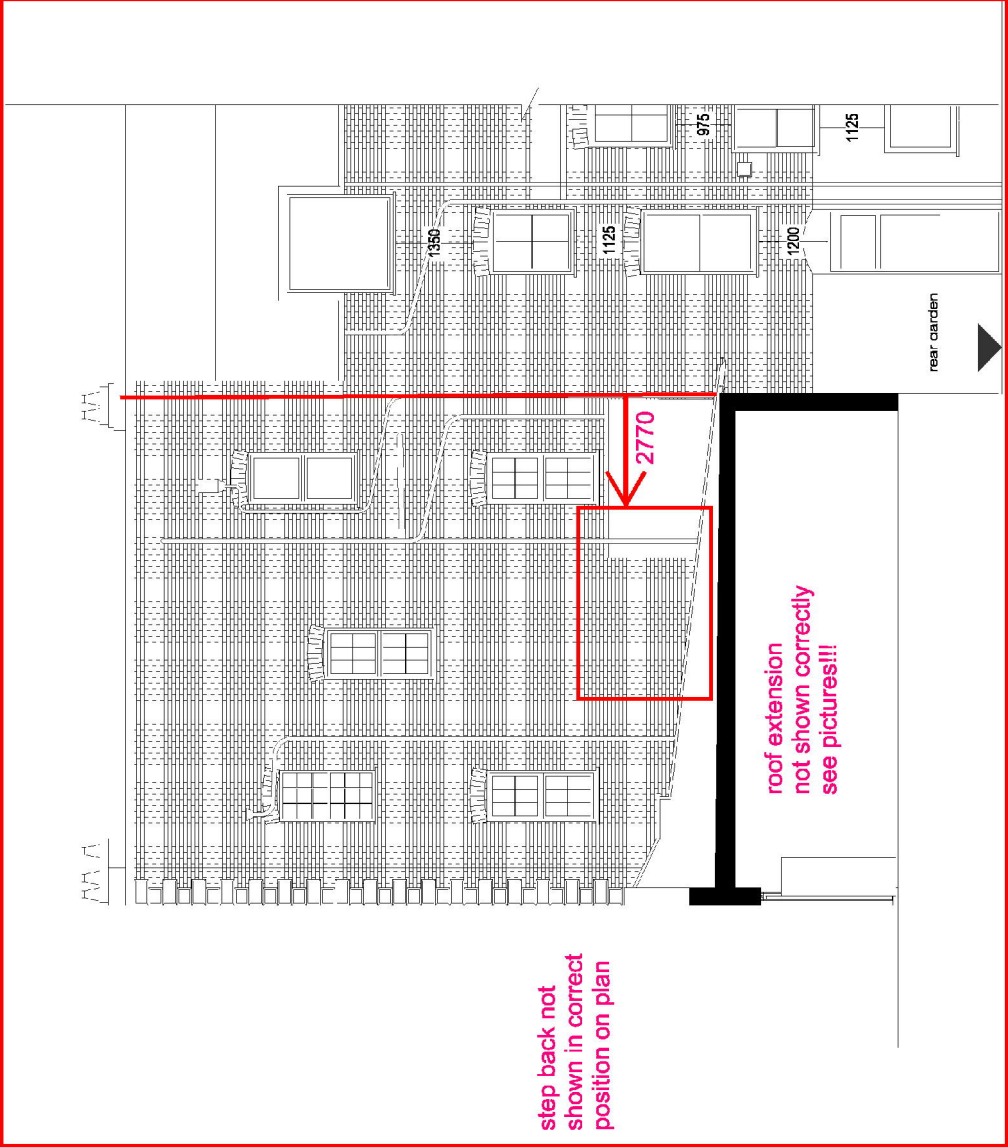 975
1125
1350
1125
1200
rear garden
2770
roof extension
not shown correctly
see pictures!!!
step back not
shown in correct
position on plan